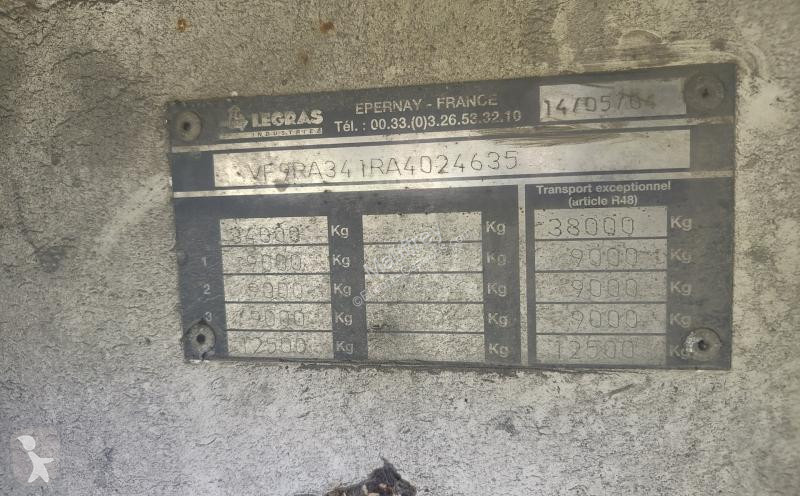 LEGRAS
INDUSTRIES
EPERNAY - FRANCE
Tél. : 00.33.(0)3.26.53.32.10
14/05/04
VF9RA341RA4024635
Transport exceptionnel
(article R48)
34000 Kg Kg 38000 Kg
1 9000 Kg Kg 9000 Kg
2 9000 Kg Kg 9000 Kg
3 9000 Kg Kg 9000 Kg
12500 Kg Kg 12500 Kg